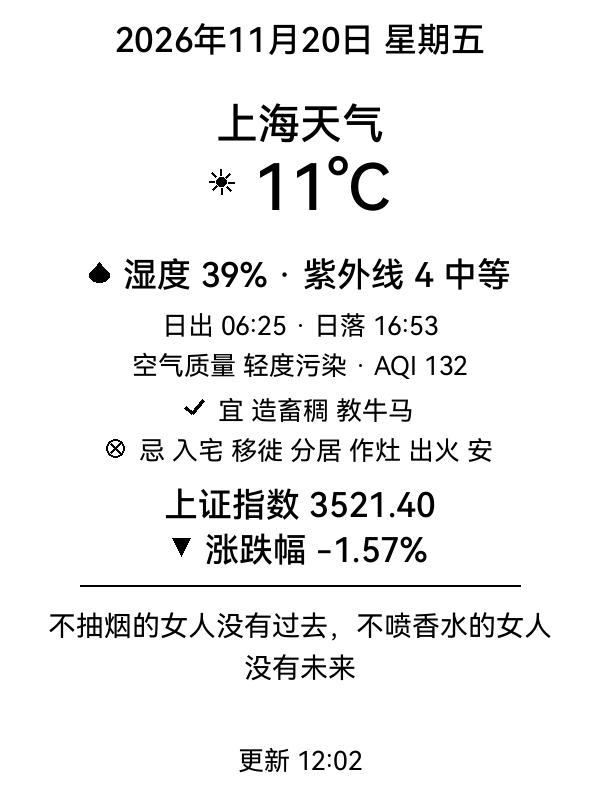 2026年11月20日 星期五
上海天气
11°C
湿度 39% · 紫外线 4 中等
日出 06:25 · 日落 16:53
空气质量 轻度污染 · AQI 132
宜 造畜稠 教牛马
忌 入宅 移徙 分居 作灶 出火 安
上证指数 3521.40
涨跌幅 -1.57%
不抽烟的女人没有过去，不喷香水的女人
没有未来
更新 12:02